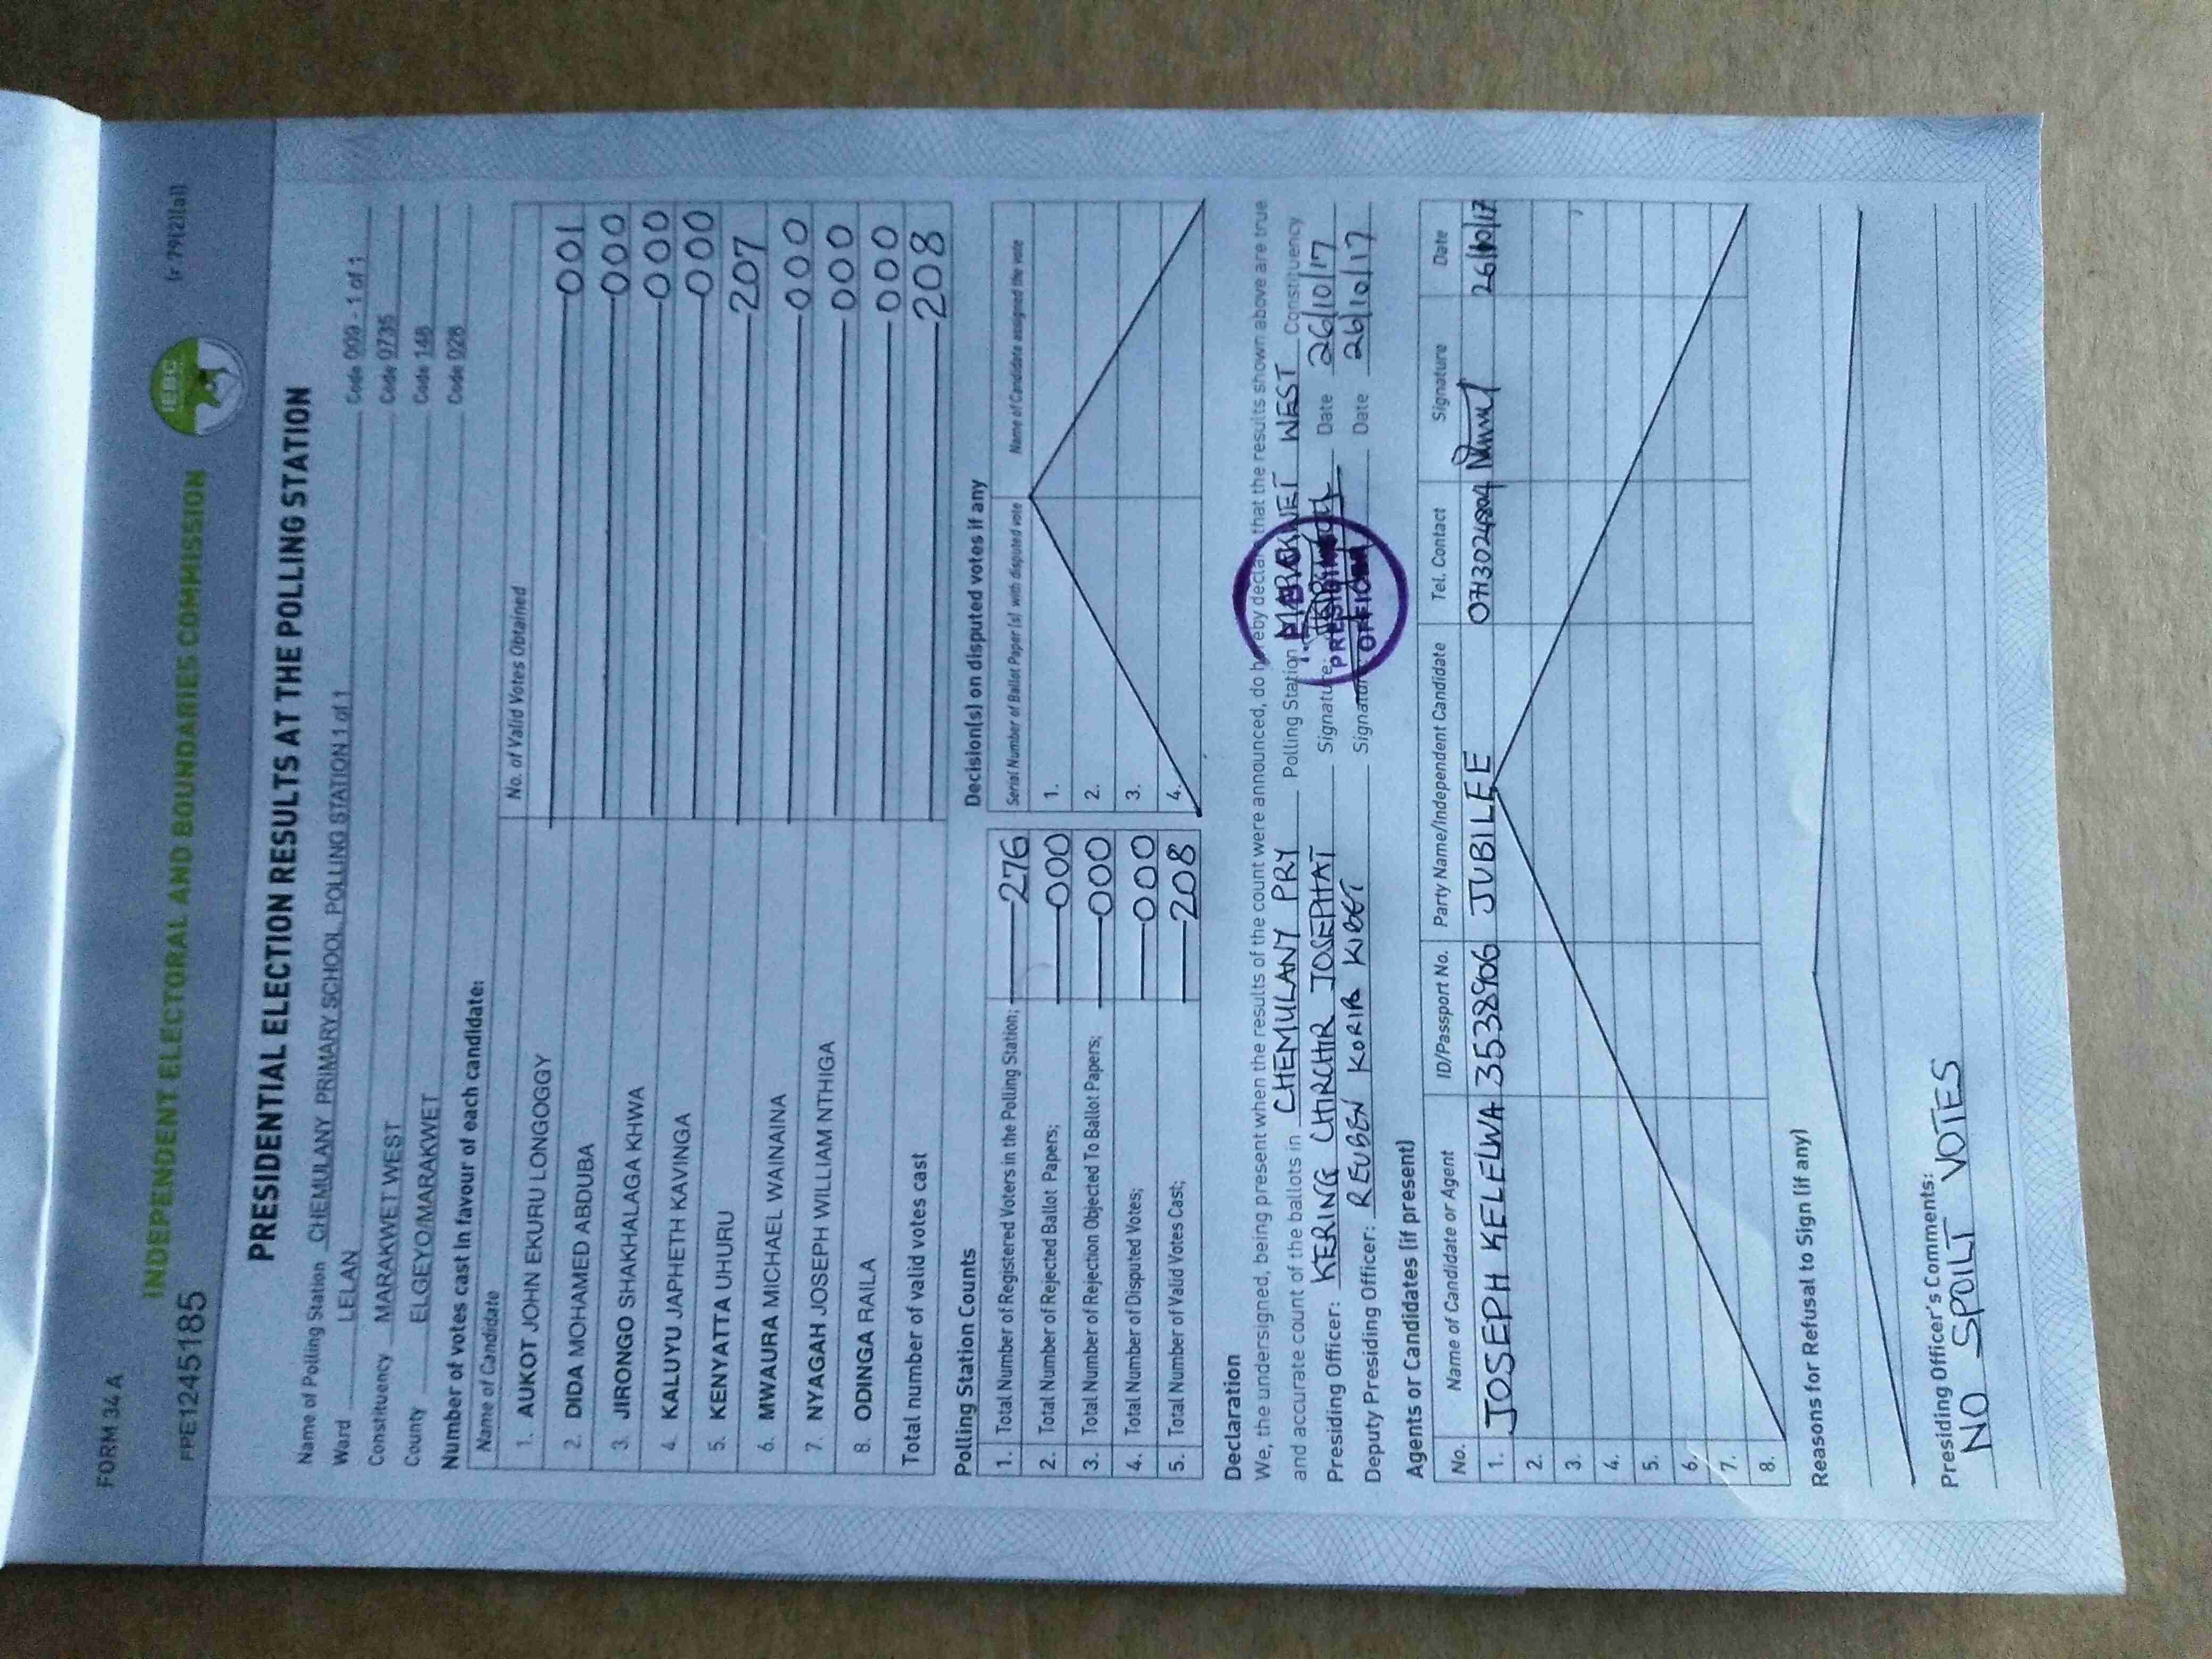 FORM 34 A
(r 79(2)(a))
INDEPENDENT ELECTORAL AND BOUNDARIES COMMISSION
IEBC
PPE1245185
PRESIDENTIAL ELECTION RESULTS AT THE POLLING STATION
Name of Polling Station CHEMULANY PRIMARY SCHOOL POLLING STATION 1 of 1 Code 009 - 1 of 1
Ward LELAN Code 0735
Constituency MARAKWET WEST Code 148
County ELGEYO/MARAKWET Code 028
Number of votes cast in favour of each candidate:
Name of Candidate No. of Valid Votes Obtained
1. AUKOT JOHN EKURU LONGOGGY 001
2. DIDA MOHAMED ABDUBA 000
3. JIRONGO SHAKHALAGA KHWA 000
4. KALUYU JAPHETH KAVINGA 000
5. KENYATTA UHURU 207
6. MWAURA MICHAEL WAINAINA 000
7. NYAGAH JOSEPH WILLIAM NTHIGA 000
8. ODINGA RAILA 000
Total number of valid votes cast 208
Polling Station Counts
1. Total Number of Registered Voters in the Polling Station; 276
2. Total Number of Rejected Ballot Papers; 000
3. Total Number of Rejection Objected To Ballot Papers; 000
4. Total Number of Disputed Votes; 000
5. Total Number of Valid Votes Cast; 208
Decision(s) on disputed votes if any
Serial Number of Ballot Paper (s) with disputed vote Name of Candidate assigned the vote
1.
2.
3.
4.
Declaration
We, the undersigned, being present when the results of the count were announced, do hereby declare that the results shown above are true
and accurate count of the ballots in CHEMULANY PRY Polling Station MARAKWET WEST Constituency
Presiding Officer: KERING CHIRCHIR JOSEPHAT Signature: Date 26/10/17
Deputy Presiding Officer: REUBEN KORIR KIBET Signature Date 26/10/17
PRESIDING
OFFICER
Agents or Candidates (if present)
No. Name of Candidate or Agent ID/Passport No. Party Name/Independent Candidate Tel. Contact Signature Date
1. JOSEPH KELELWA 35538906 JUBILEE 0713024804 26/10/17
2.
3.
4.
5.
6.
7.
8.
Reasons for Refusal to Sign (if any)
Presiding Officer's Comments:
NO SPOILT VOTES